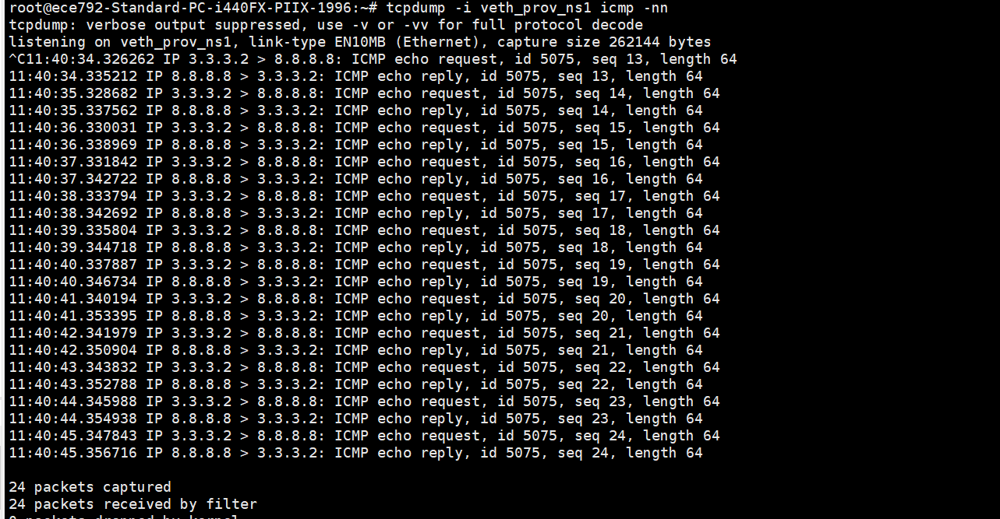 root@ece792-Standard-PC-i440FX-PIIX-1996:~# tcpdump -i veth_prov_ns1 icmp -nn
tcpdump: verbose output suppressed, use -v or -vv for full protocol decode
listening on veth_prov_ns1, link-type EN10MB (Ethernet), capture size 262144 bytes
^C11:40:34.326262 IP 3.3.3.2 > 8.8.8.8: ICMP echo request, id 5075, seq 13, length 64
11:40:34.335212 IP 8.8.8.8 > 3.3.3.2: ICMP echo reply, id 5075, seq 13, length 64
11:40:35.328682 IP 3.3.3.2 > 8.8.8.8: ICMP echo request, id 5075, seq 14, length 64
11:40:35.337562 IP 8.8.8.8 > 3.3.3.2: ICMP echo reply, id 5075, seq 14, length 64
11:40:36.330031 IP 3.3.3.2 > 8.8.8.8: ICMP echo request, id 5075, seq 15, length 64
11:40:36.338969 IP 8.8.8.8 > 3.3.3.2: ICMP echo reply, id 5075, seq 15, length 64
11:40:37.331842 IP 3.3.3.2 > 8.8.8.8: ICMP echo request, id 5075, seq 16, length 64
11:40:37.342722 IP 8.8.8.8 > 3.3.3.2: ICMP echo reply, id 5075, seq 16, length 64
11:40:38.333794 IP 3.3.3.2 > 8.8.8.8: ICMP echo request, id 5075, seq 17, length 64
11:40:38.342692 IP 8.8.8.8 > 3.3.3.2: ICMP echo reply, id 5075, seq 17, length 64
11:40:39.335804 IP 3.3.3.2 > 8.8.8.8: ICMP echo request, id 5075, seq 18, length 64
11:40:39.344718 IP 8.8.8.8 > 3.3.3.2: ICMP echo reply, id 5075, seq 18, length 64
11:40:40.337887 IP 3.3.3.2 > 8.8.8.8: ICMP echo request, id 5075, seq 19, length 64
11:40:40.346734 IP 8.8.8.8 > 3.3.3.2: ICMP echo reply, id 5075, seq 19, length 64
11:40:41.340194 IP 3.3.3.2 > 8.8.8.8: ICMP echo request, id 5075, seq 20, length 64
11:40:41.353395 IP 8.8.8.8 > 3.3.3.2: ICMP echo reply, id 5075, seq 20, length 64
11:40:42.341979 IP 3.3.3.2 > 8.8.8.8: ICMP echo request, id 5075, seq 21, length 64
11:40:42.350904 IP 8.8.8.8 > 3.3.3.2: ICMP echo reply, id 5075, seq 21, length 64
11:40:43.343832 IP 3.3.3.2 > 8.8.8.8: ICMP echo request, id 5075, seq 22, length 64
11:40:43.352788 IP 8.8.8.8 > 3.3.3.2: ICMP echo reply, id 5075, seq 22, length 64
11:40:44.345988 IP 3.3.3.2 > 8.8.8.8: ICMP echo request, id 5075, seq 23, length 64
11:40:44.354938 IP 8.8.8.8 > 3.3.3.2: ICMP echo reply, id 5075, seq 23, length 64
11:40:45.347843 IP 3.3.3.2 > 8.8.8.8: ICMP echo request, id 5075, seq 24, length 64
11:40:45.356716 IP 8.8.8.8 > 3.3.3.2: ICMP echo reply, id 5075, seq 24, length 64
24 packets captured
24 packets received by filter
0 packets dropped by kernel